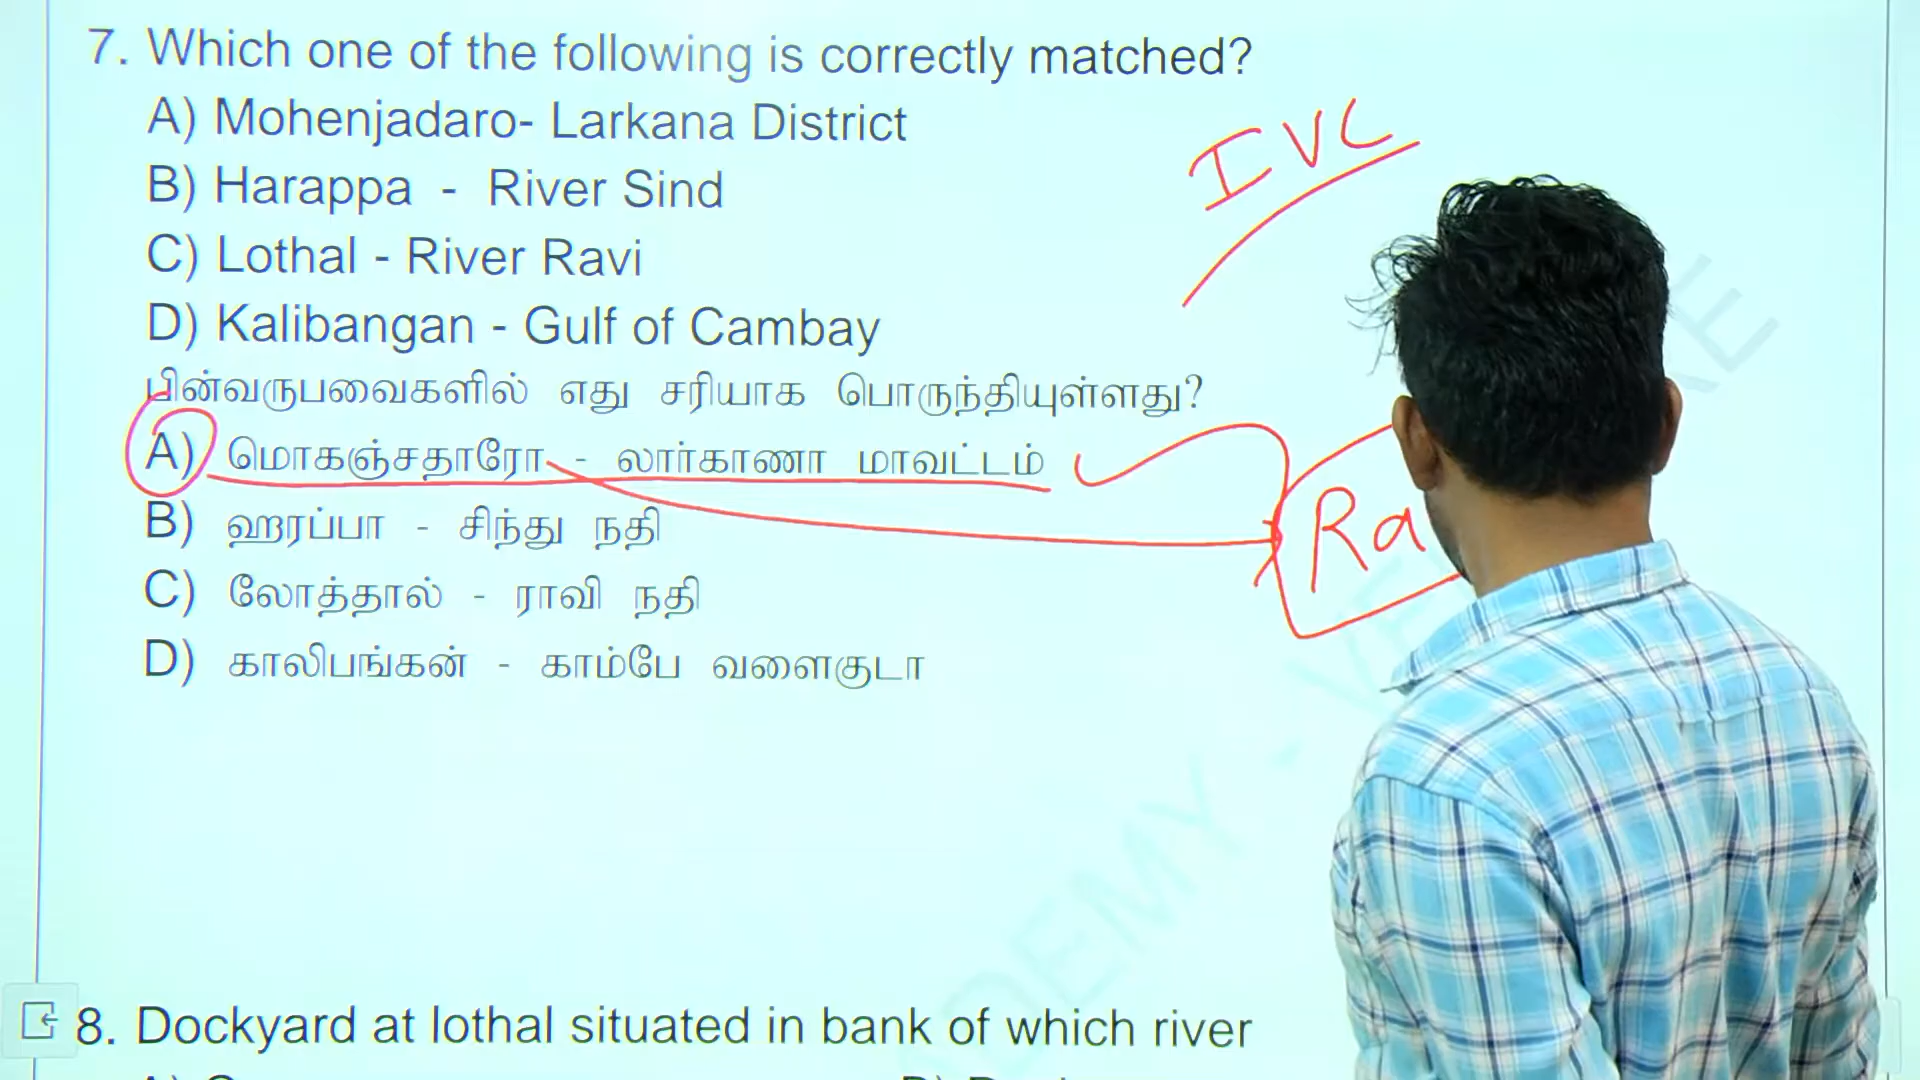 7. Which one of the following is correctly matched?
A) Mohenjadaro- Larkana District
B) Harappa - River Sind
C) Lothal - River Ravi
D) Kalibangan - Gulf of Cambay
பின்வருபவைகளில் எது சரியாக பொருந்தியுள்ளது?
A) மொகஞ்சதாரோ - லார்காணா மாவட்டம்
B) ஹரப்பா - சிந்து நதி
C) லோத்தால் - ராவி நதி
D) காலிபங்கன் - காம்பே வளைகுடா
IVC
Ra
8. Dockyard at lothal situated in bank of which river